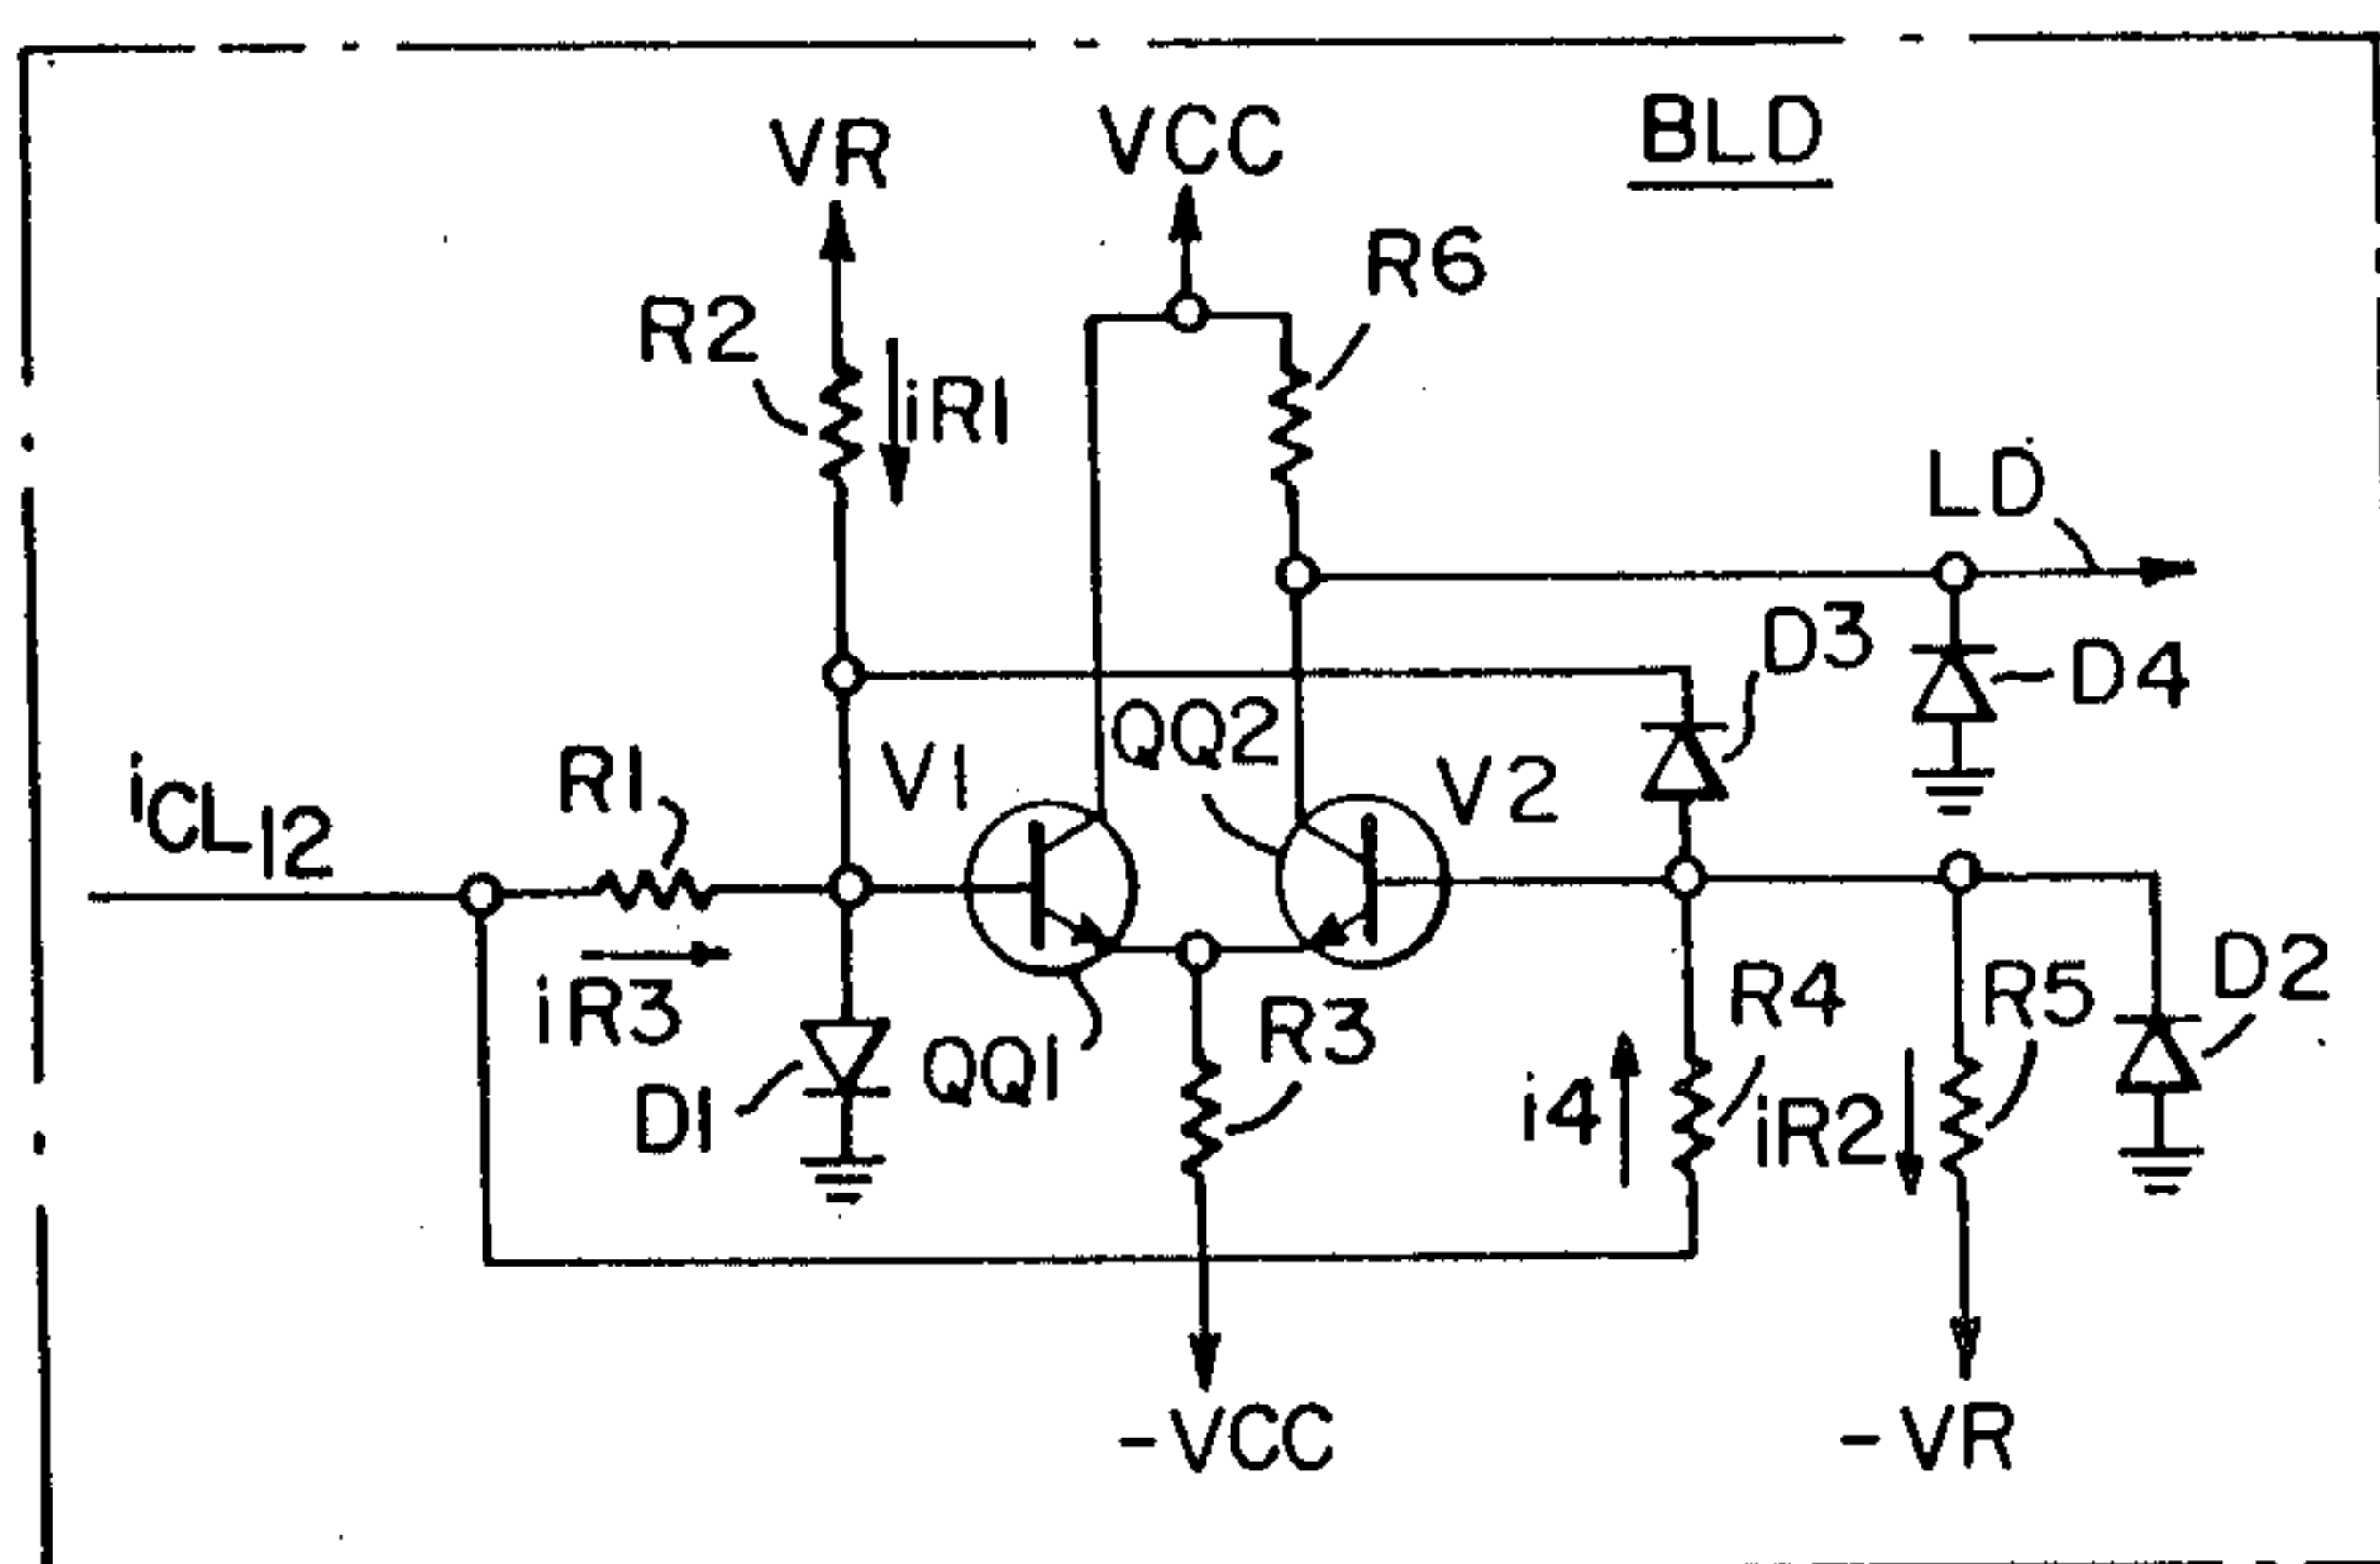 VR
VCC
BLD
R6
R2
iR1
LD
D3
D4
QQ2
V1
V2
R1
iCL12
iR3
D1
QQ1
R3
R4
R5
D2
i4
iR2
-VCC
-VR